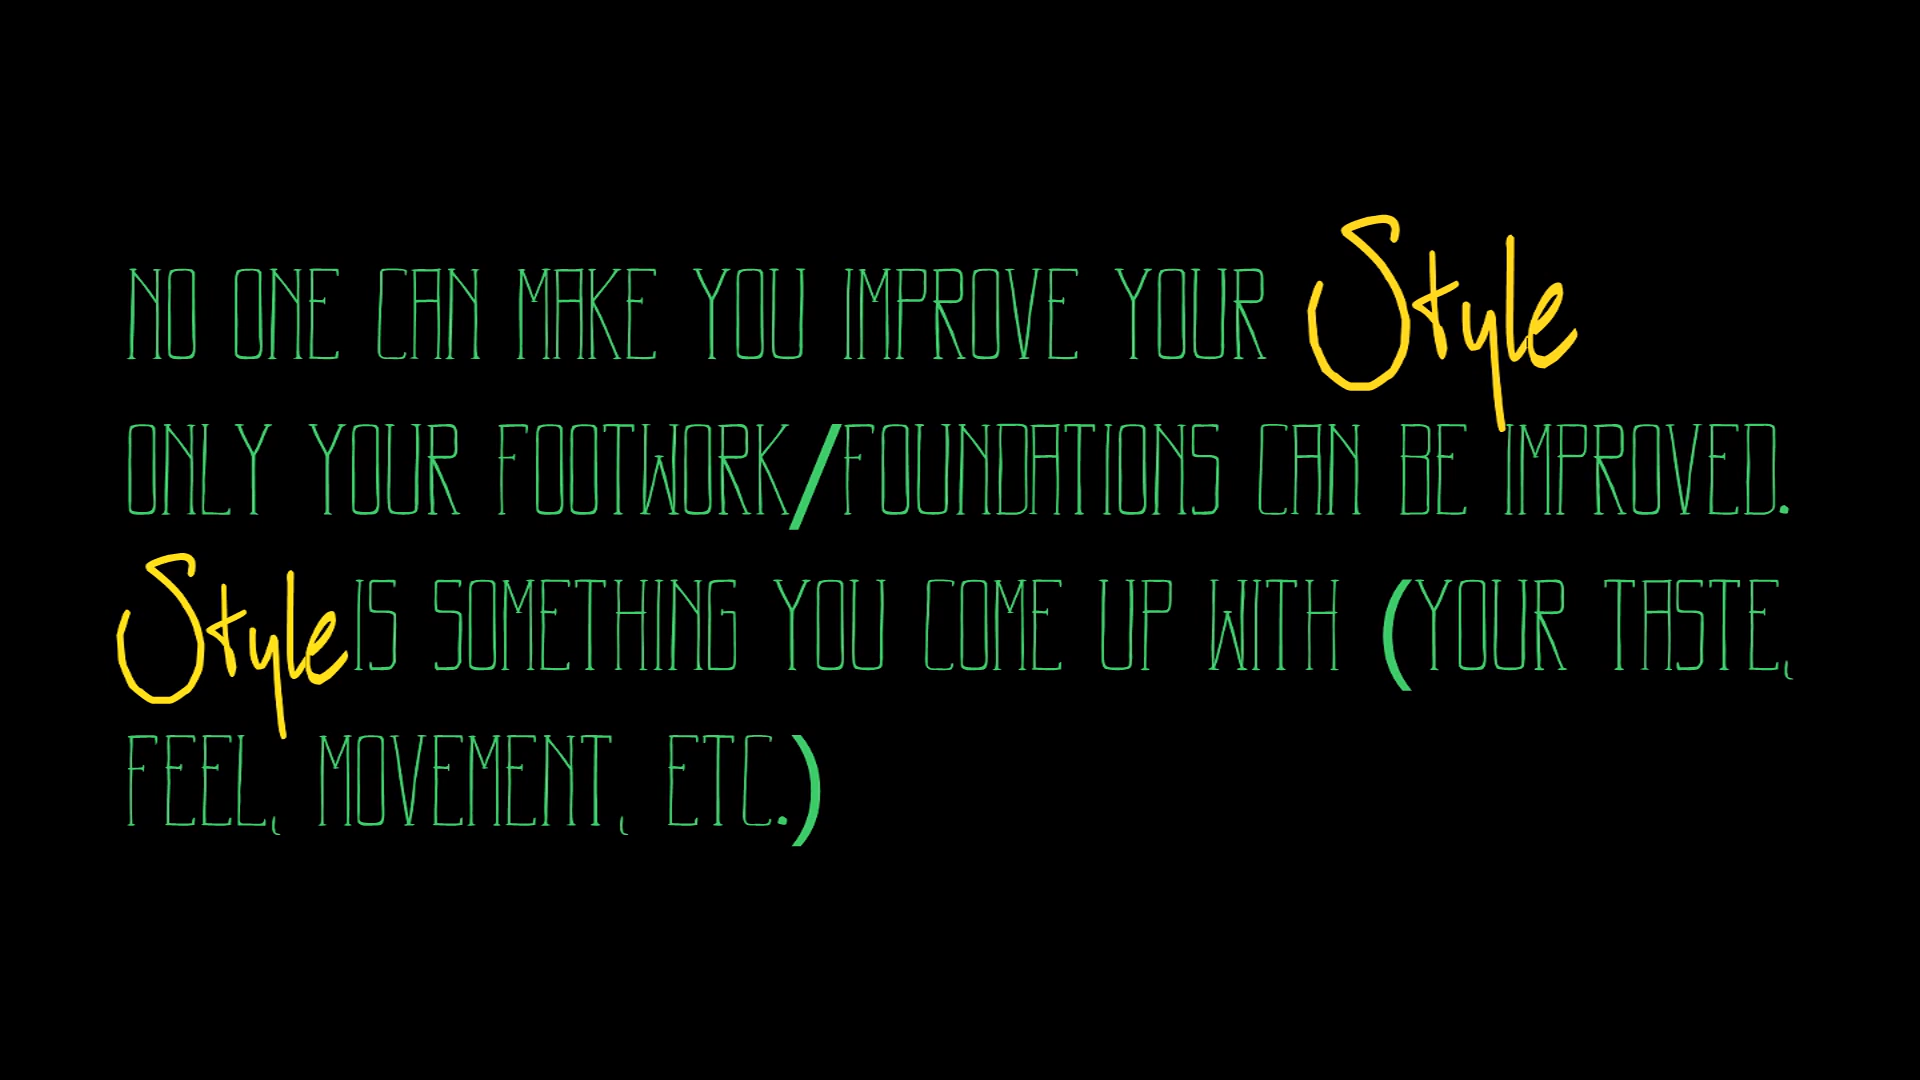 NO ONE CAN MAKE YOU IMPROVE YOUR Style
ONLY YOUR FOOTWORK/FOUNDATIONS CAN BE IMPROVED.
Style IS SOMETHING YOU COME UP WITH (YOUR TASTE,
FEEL, MOVEMENT, ETC.)